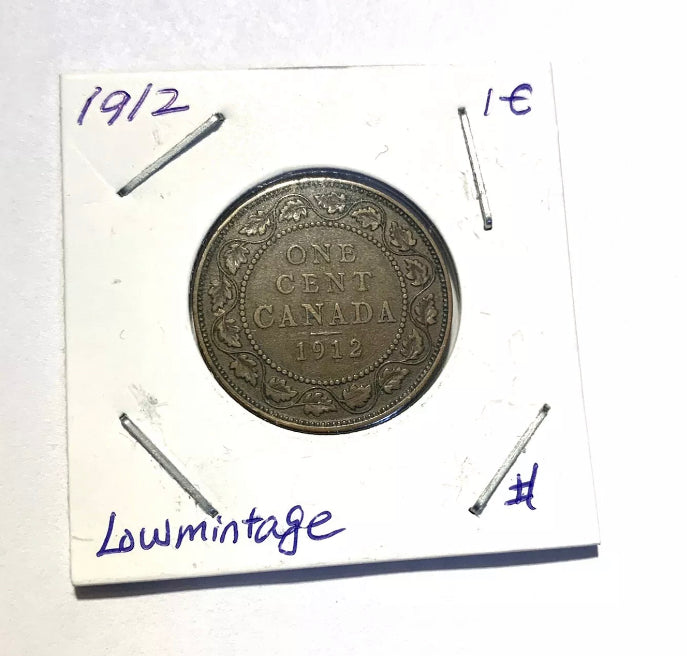 1912
1€
ONE
CENT
CANADA
1912
Lowmintage
#